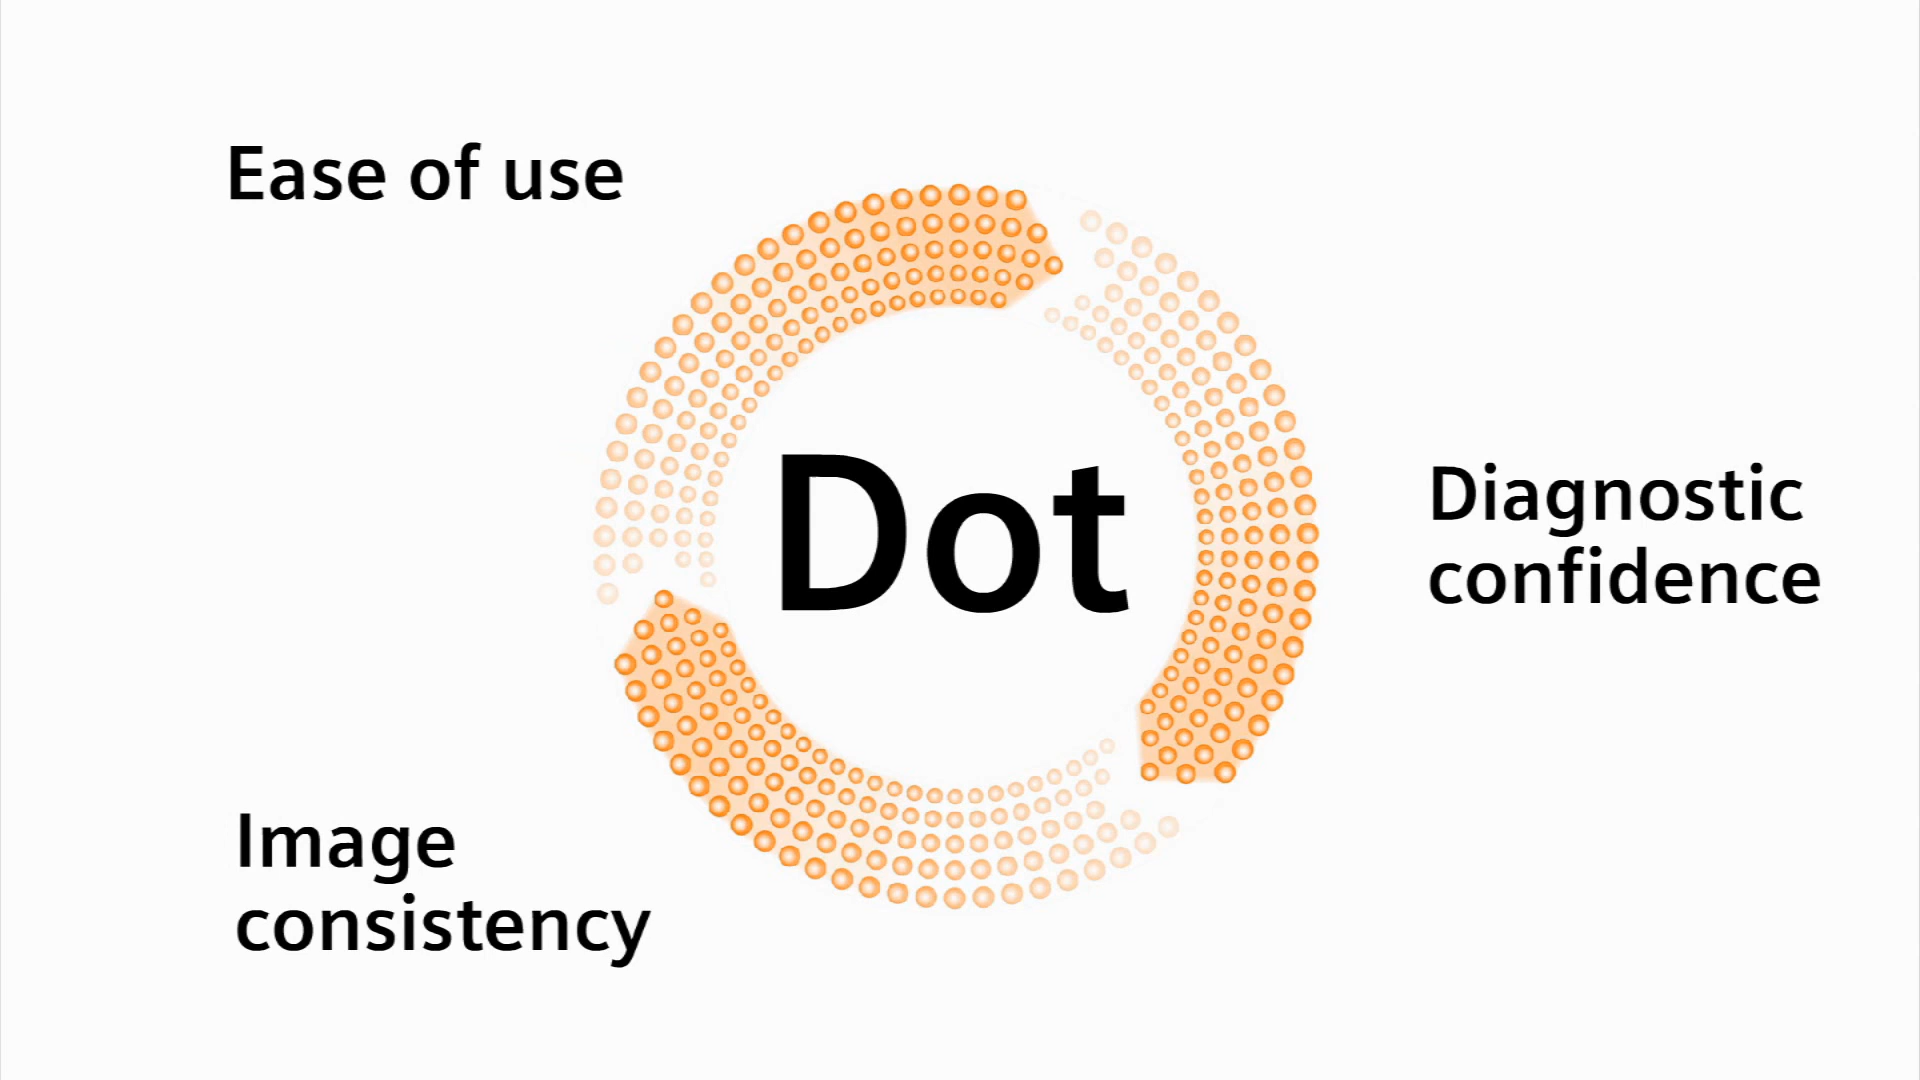 Ease of use
Dot
Diagnostic
confidence
Image
consistency